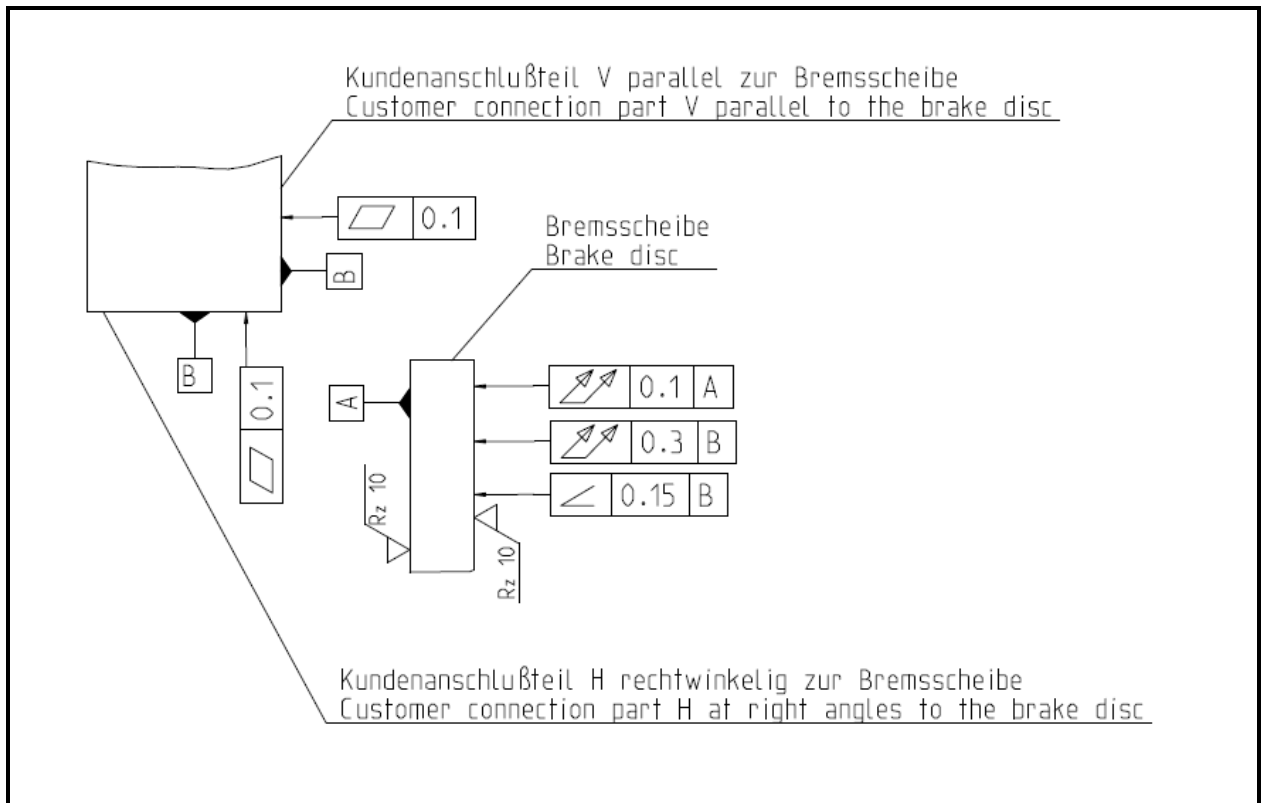 Kundenanschlußteil V parallel zur Bremsscheibe
Customer connection part V parallel to the brake disc
0.1
Bremsscheibe
Brake disc
B
B
0.1
A
0.1 A
0.3 B
0.15 B
Rz 10
Rz 10
Kundenanschlußteil H rechtwinkelig zur Bremsscheibe
Customer connection part H at right angles to the brake disc